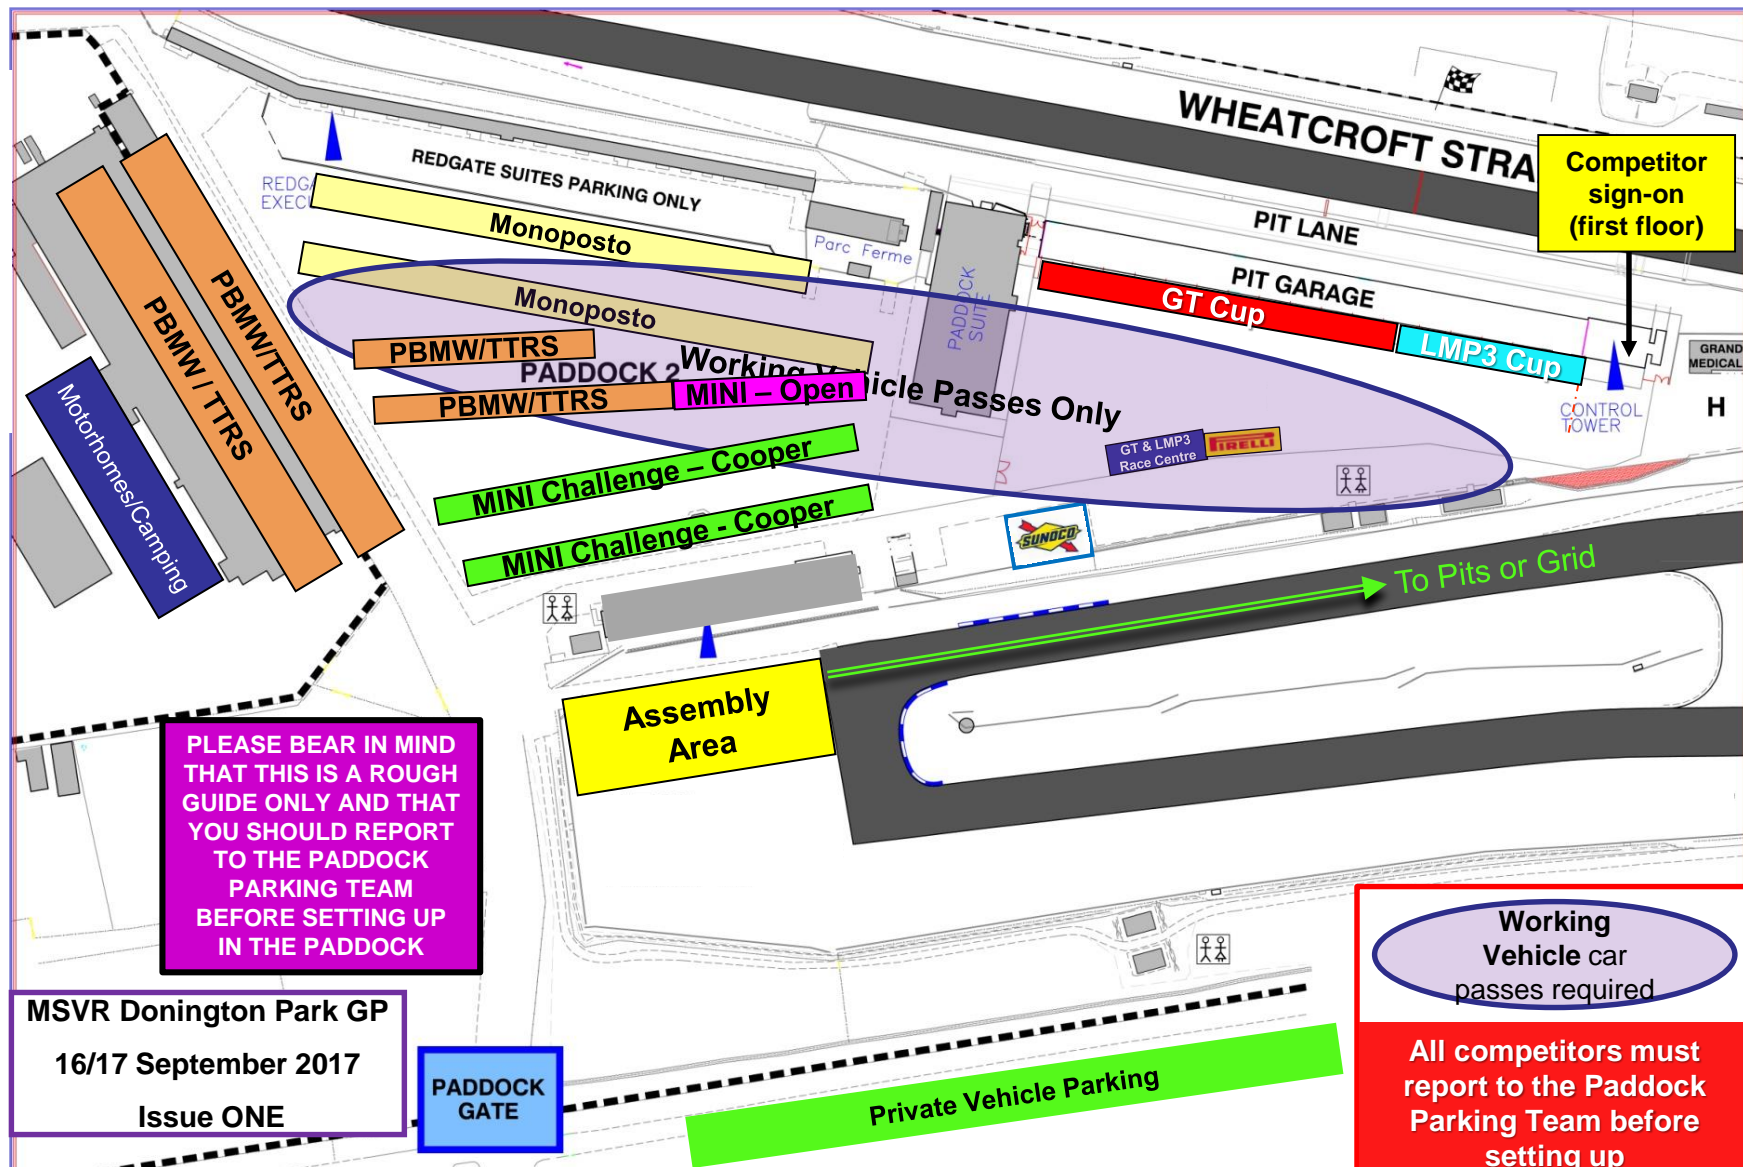 WHEATCROFT STRA
Competitor
sign-on
(first floor)
REDGATE SUITES PARKING ONLY
REDGA
EXECU
PIT LANE
Monoposto
Parc Ferme
PIT GARAGE
PADDOCK
SUITE
GT Cup
Monoposto
LMP3 Cup
GRAND
MEDICAL
PBMW/TTRS
PBMW / TTRS
PBMW/TTRS
PADDOCK 2
Working Vehicle Passes Only
MINI – Open
PBMW/TTRS
CONTROL
TOWER
H
Motorhomes/Camping
GT & LMP3
Race Centre
PIRELLI
MINI Challenge – Cooper
MINI Challenge - Cooper
SUNOCO
To Pits or Grid
Assembly
Area
PLEASE BEAR IN MIND
THAT THIS IS A ROUGH
GUIDE ONLY AND THAT
YOU SHOULD REPORT
TO THE PADDOCK
PARKING TEAM
BEFORE SETTING UP
IN THE PADDOCK
Working
Vehicle car
passes required
MSVR Donington Park GP
16/17 September 2017
Issue ONE
PADDOCK
GATE
Private Vehicle Parking
All competitors must
report to the Paddock
Parking Team before
setting up